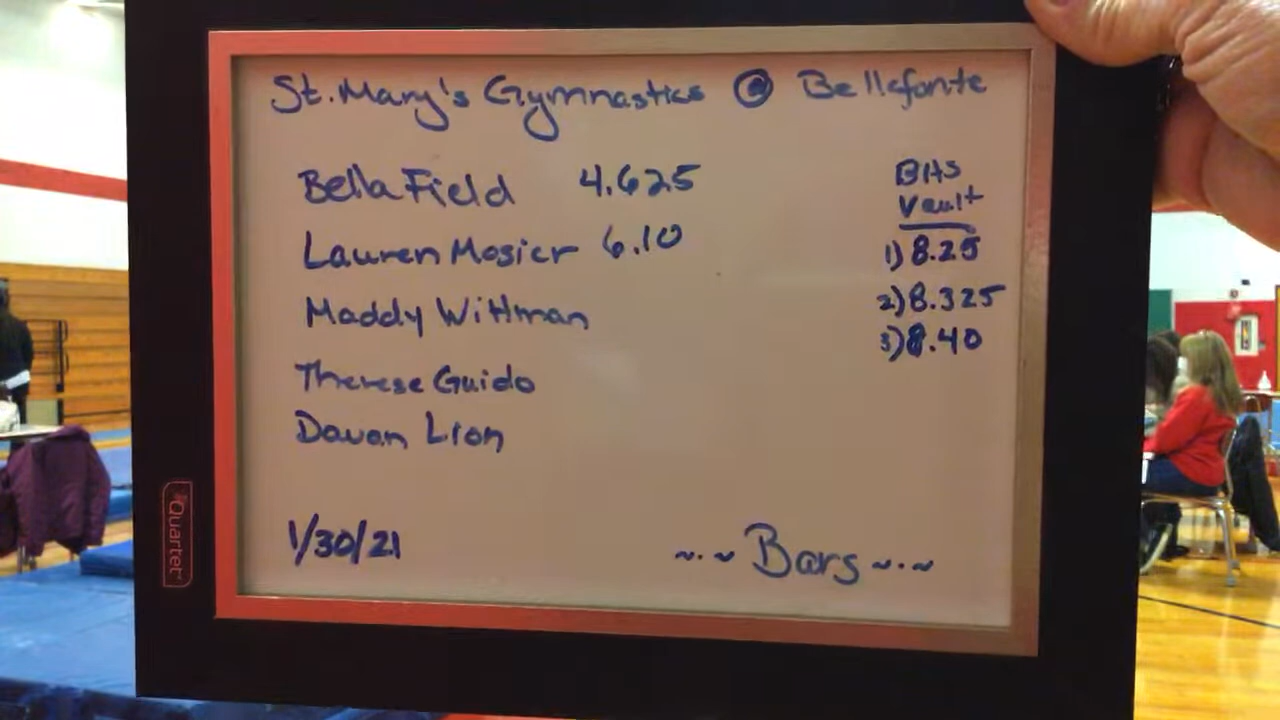 St. Mary's Gymnastics @ Bellefonte
Bella Field 4.625
Lauren Mosier 6.10
Maddy Wittman
Therese Guido
Davan Lion
BHS
Vault
1) 8.25
2) 8.325
3) 8.40
1/30/21
~·~ Bars ~·~
Quartet